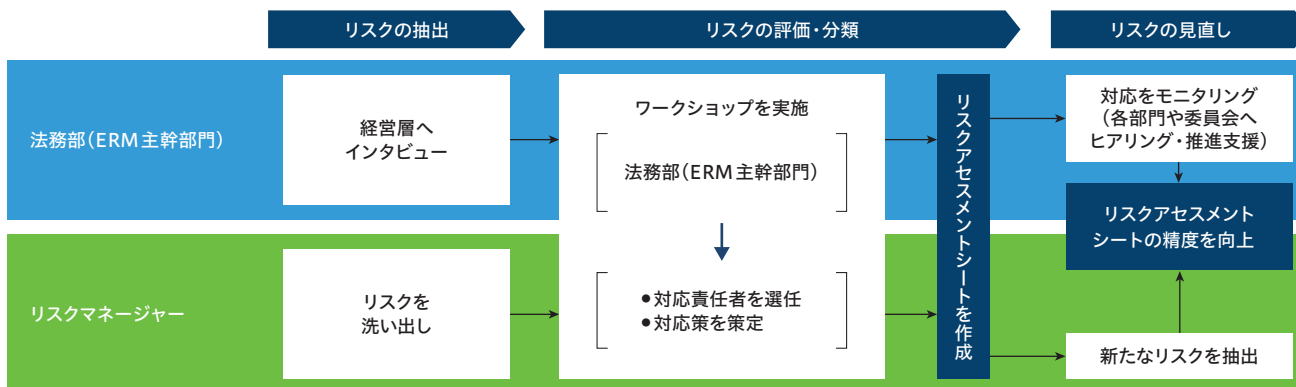 リスクの抽出
リスクの評価・分類
リスクの見直し
法務部(ERM主幹部門)
経営層へ
インタビュー
ワークショップを実施
法務部(ERM主幹部門)
リスクアセスメントシートを作成
対応をモニタリング
(各部門や委員会へ
ヒアリング・推進支援)
リスクアセスメント
シートの精度を向上
リスクマネージャー
リスクを
洗い出し
●対応責任者を選任
●対応策を策定
新たなリスクを抽出